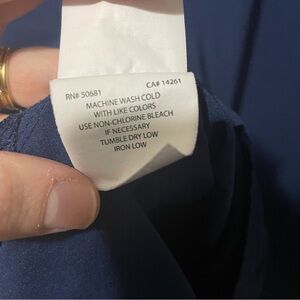 RN# 50681 CA# 14261
MACHINE WASH COLD
WITH LIKE COLORS
USE NON-CHLORINE BLEACH
IF NECESSARY
TUMBLE DRY LOW
IRON LOW